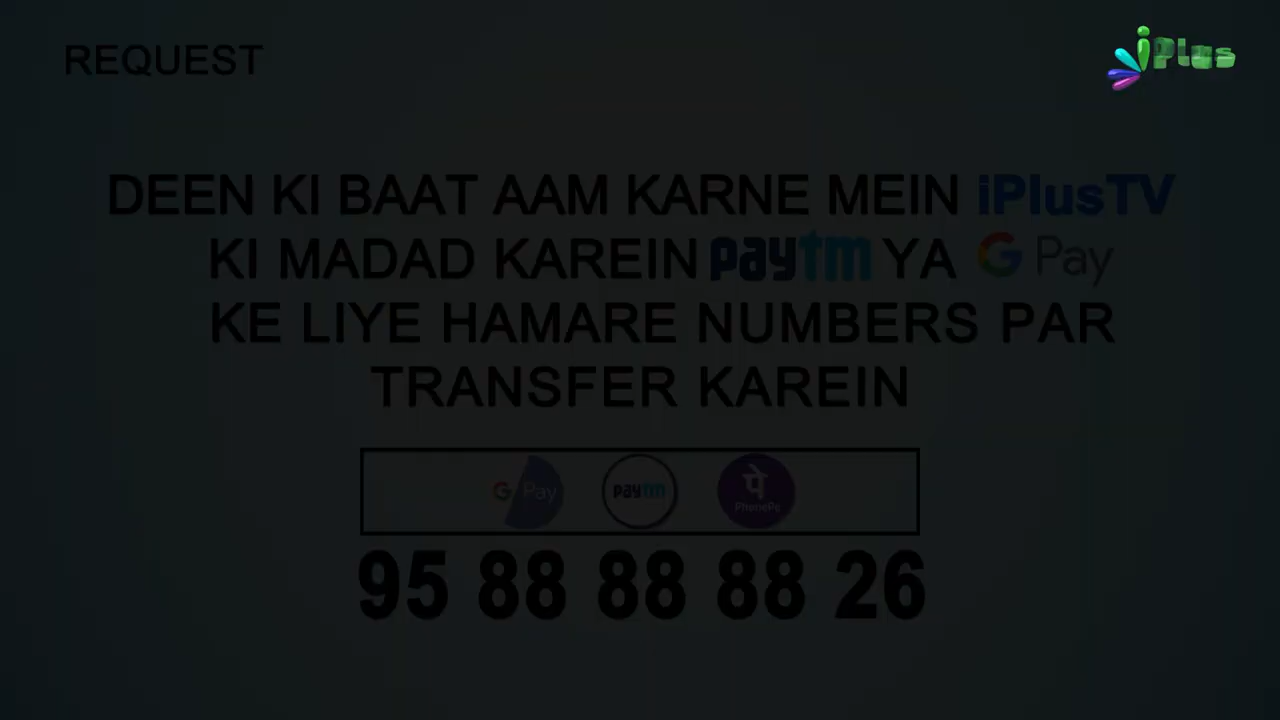 REQUEST
iPlus
DEEN KI BAAT AAM KARNE MEIN iPlusTV
KI MADAD KAREIN paytm YA G Pay
KE LIYE HAMARE NUMBERS PAR
TRANSFER KAREIN
G Pay paytm पे PhonePe
95 88 88 88 26